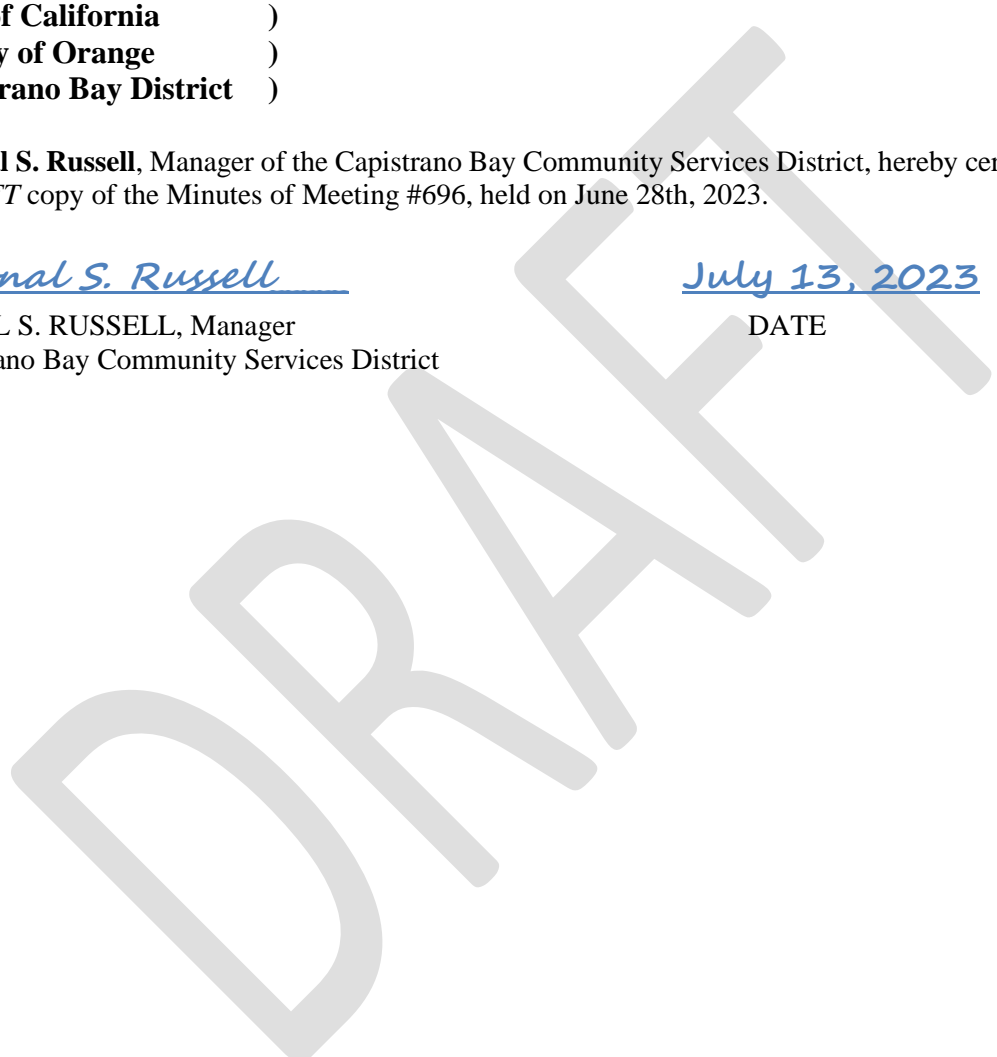 f California )
y of Orange )
rano Bay District )
l S. Russell, Manager of the Capistrano Bay Community Services District, hereby cer
T copy of the Minutes of Meeting #696, held on June 28th, 2023.
nal S. Russell July 13, 2023
L S. RUSSELL, Manager DATE
ano Bay Community Services District
DRAFT